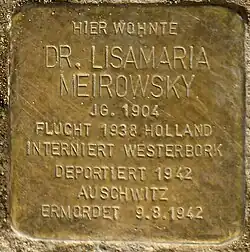 HIER WOHNTE
DR. LISAMARIA
MEIROWSKY
JG. 1904
FLUCHT 1938 HOLLAND
INTERNIERT WESTERBORK
DEPORTIERT 1942
AUSCHWITZ
ERMORDET 9.8.1942